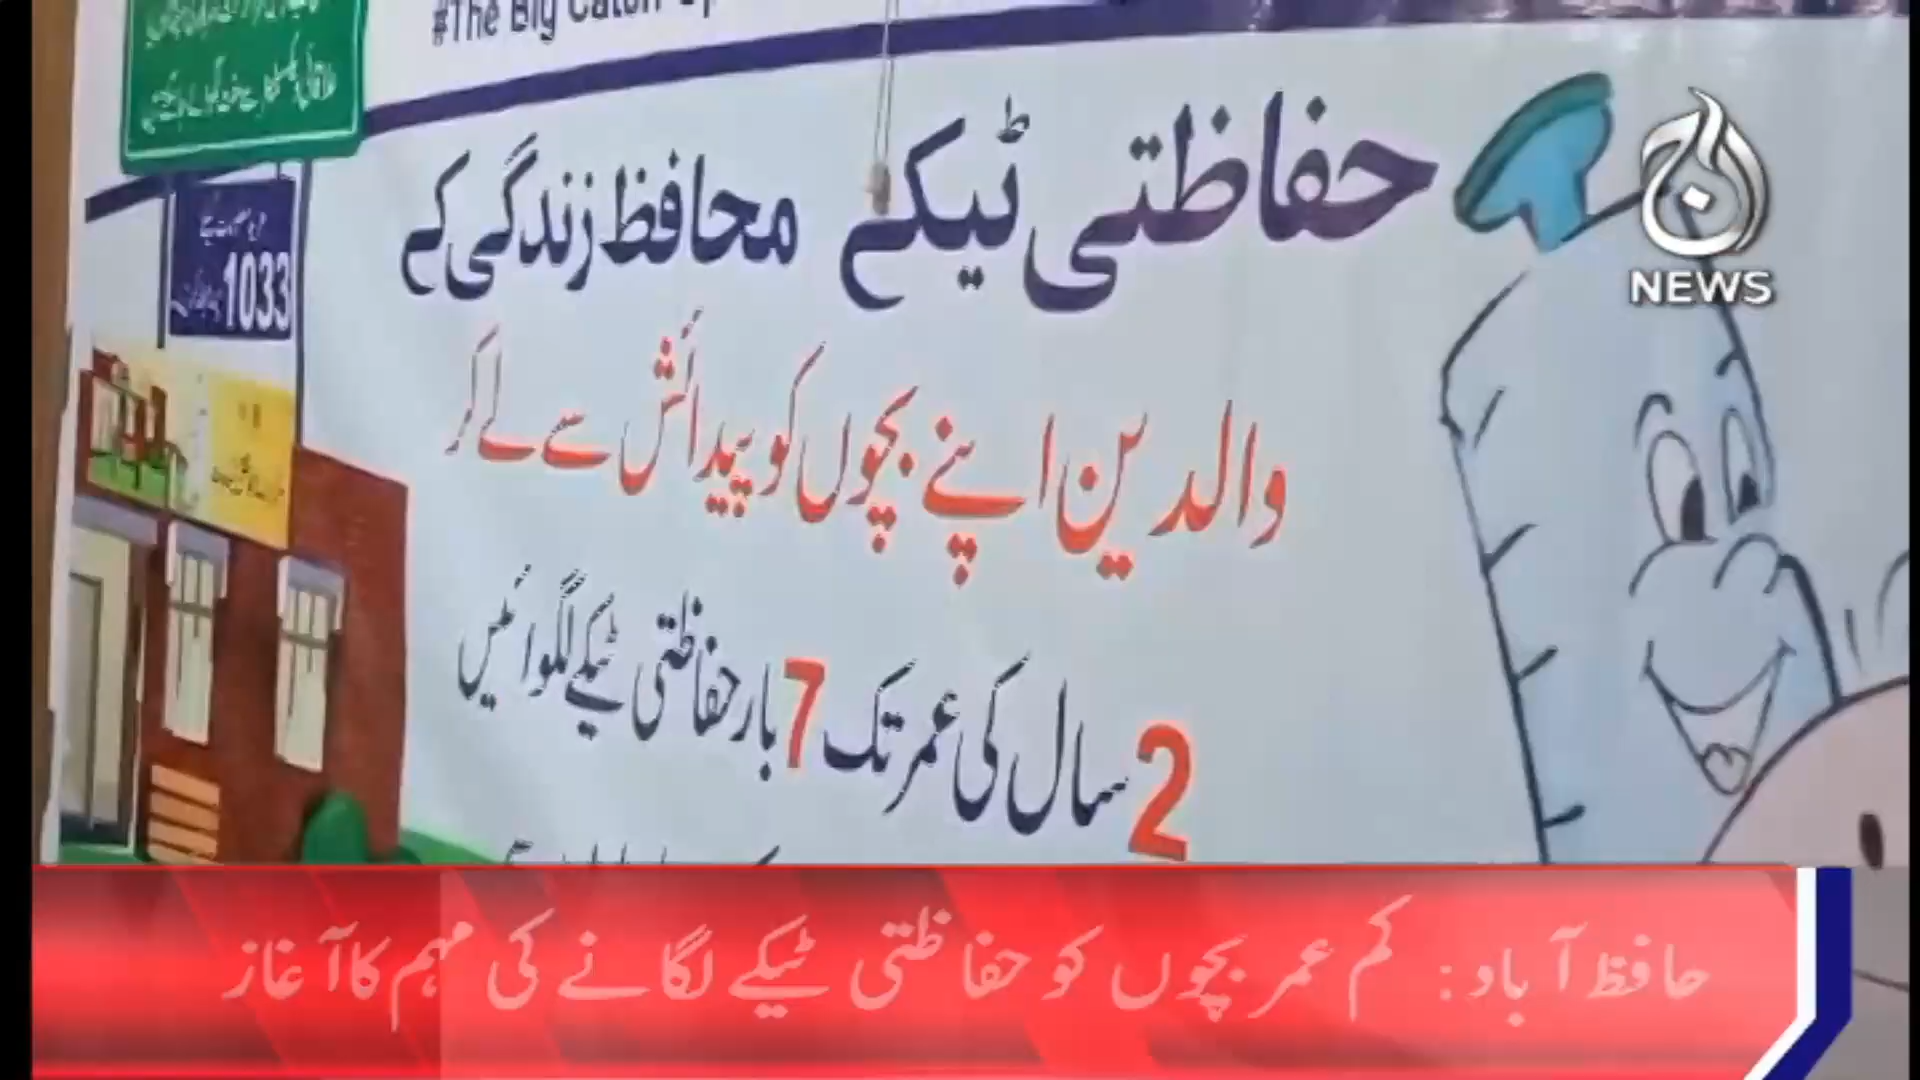 #The Big Catch-Up
حفاظتی ٹیکے محافظ زندگی کے
آج
NEWS
1033
والدین اپنے بچوں کو پیدائش سے لے کر
2 سال کی عمر تک 7 بار حفاظتی ٹیکے لگوائیں
حافظ آباد: کم عمر بچوں کو حفاظتی ٹیکے لگانے کی مہم کا آغاز